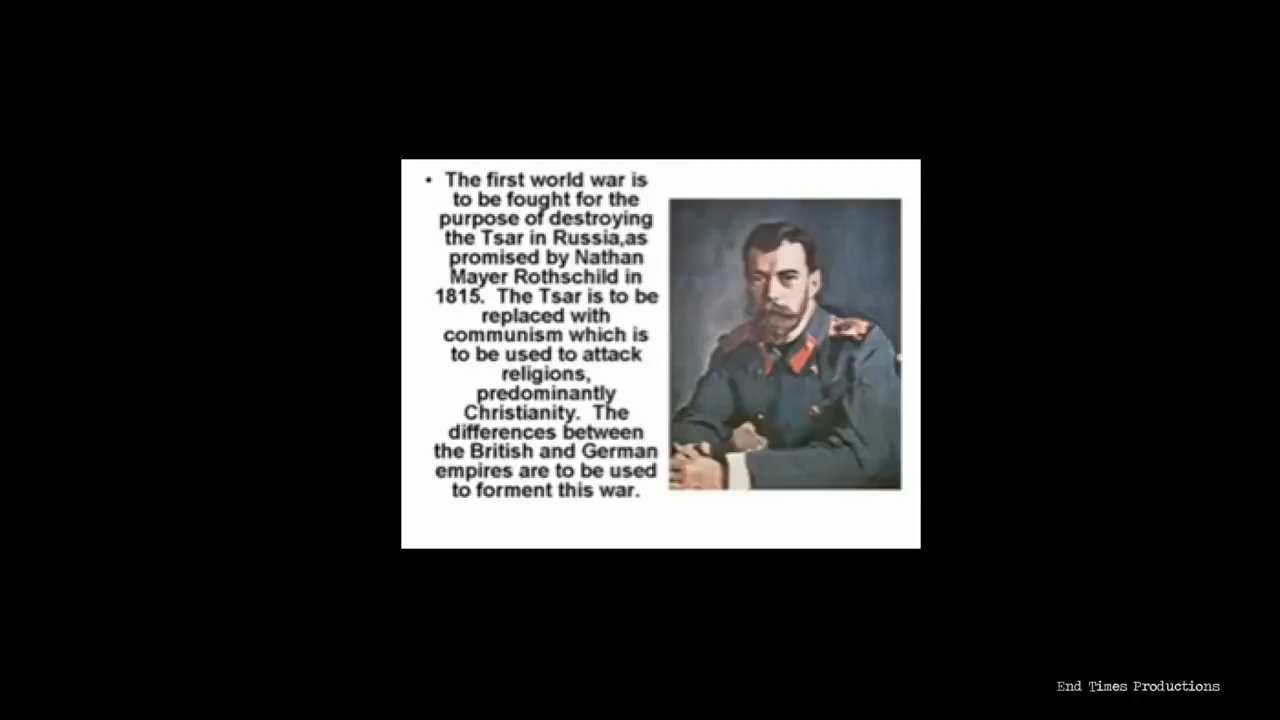 • The first world war is
to be fought for the
purpose of destroying
the Tsar in Russia,as
promised by Nathan
Mayer Rothschild in
1815. The Tsar is to be
replaced with
communism which is
to be used to attack
religions,
predominantly
Christianity. The
differences between
the British and German
empires are to be used
to forment this war.
End Times Productions